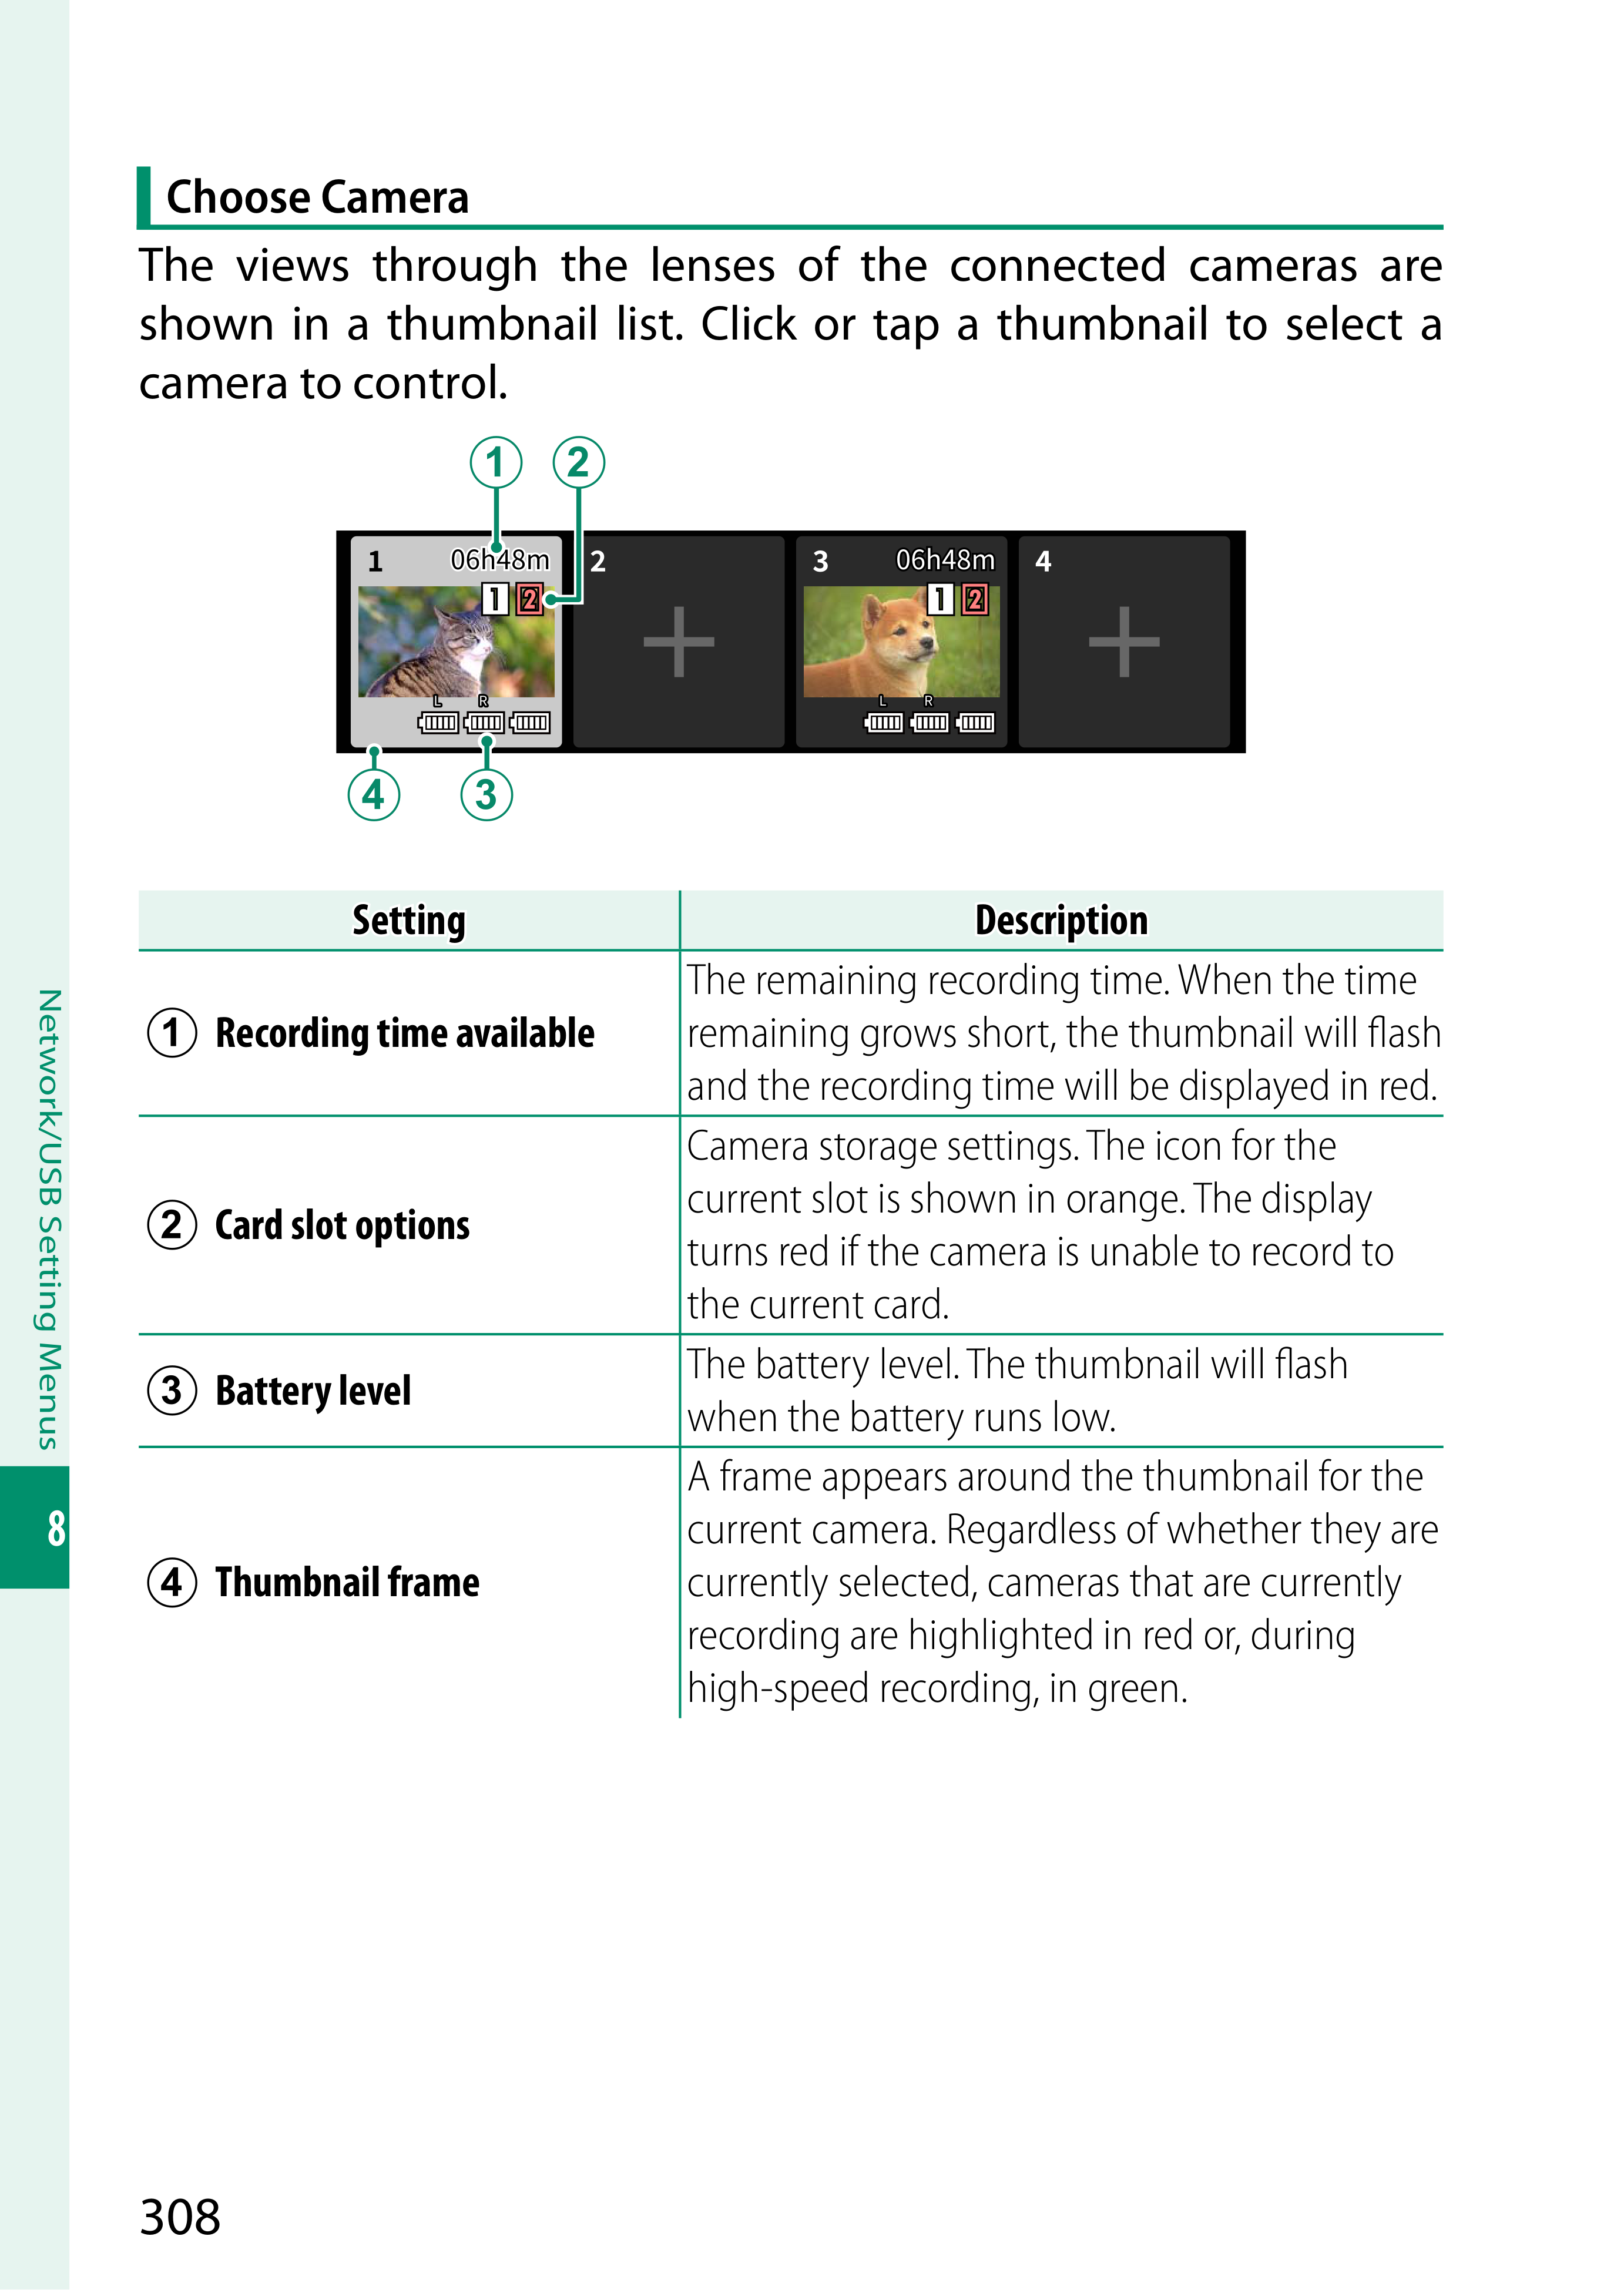 Choose Camera
The views through the lenses of the connected cameras are
shown in a thumbnail list. Click or tap a thumbnail to select a
camera to control.
1 2
1 06h48m 2 3 06h48m 4
1 2 1 2
L R L R
4 3
Setting Description
1 Recording time available
The remaining recording time. When the time
remaining grows short, the thumbnail will flash
and the recording time will be displayed in red.
2 Card slot options
Camera storage settings. The icon for the
current slot is shown in orange. The display
turns red if the camera is unable to record to
the current card.
3 Battery level
The battery level. The thumbnail will flash
when the battery runs low.
4 Thumbnail frame
A frame appears around the thumbnail for the
current camera. Regardless of whether they are
currently selected, cameras that are currently
recording are highlighted in red or, during
high-speed recording, in green.
Network/USB Setting Menus
8
308